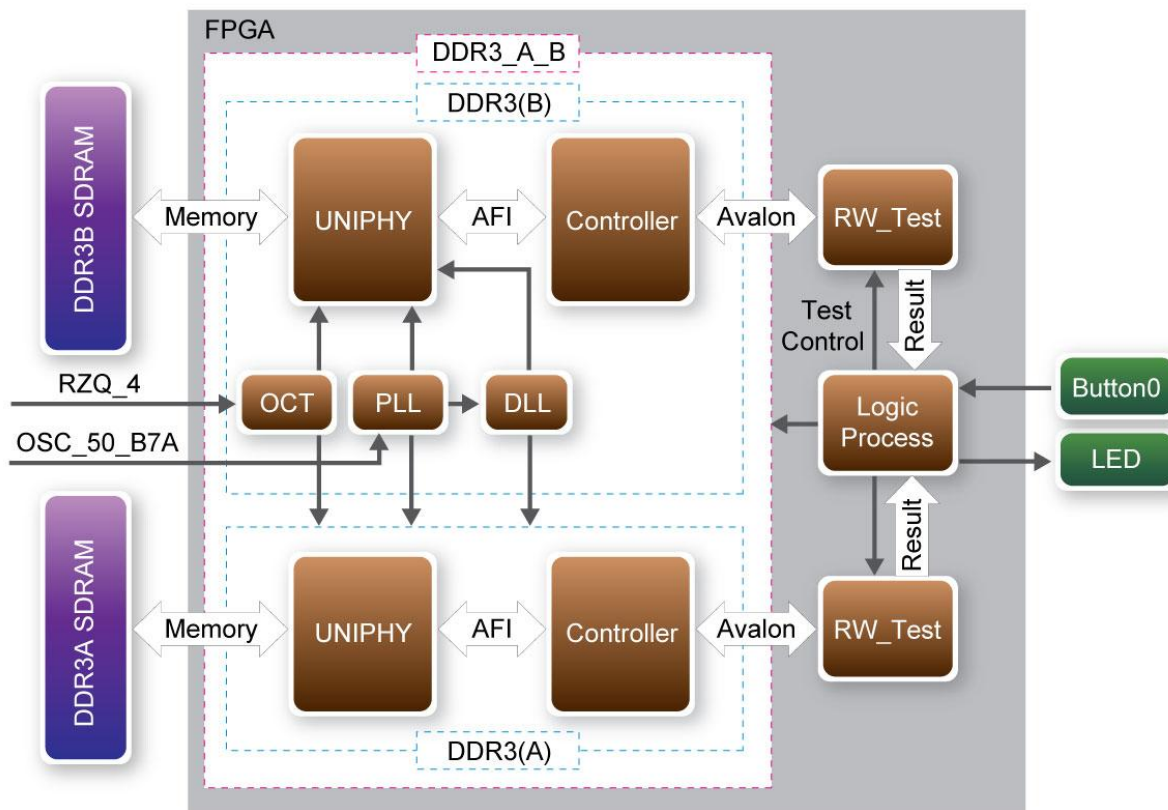 FPGA
DDR3_A_B
DDR3(B)
DDR3B SDRAM
Memory
UNIPHY
AFI
Controller
Avalon
RW_Test
Test
Control
Result
RZQ_4
OCT
PLL
DLL
Logic
Process
Button0
OSC_50_B7A
LED
DDR3A SDRAM
Memory
UNIPHY
AFI
Controller
Avalon
RW_Test
Result
DDR3(A)